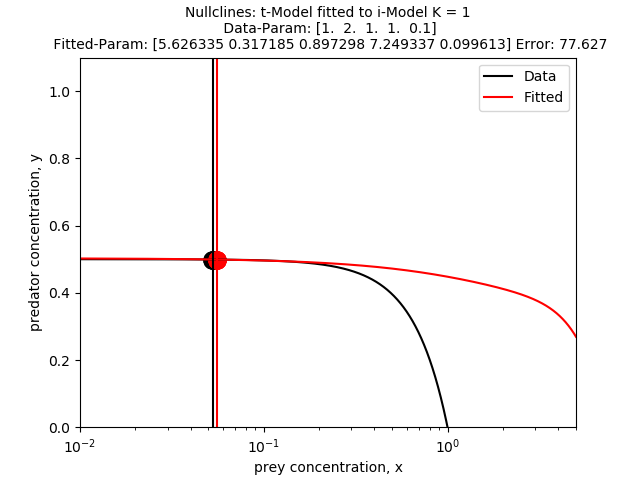 Nullclines: t-Model fitted to i-Model K = 1
Data-Param: [1. 2. 1. 1. 0.1]
Fitted-Param: [5.626335 0.317185 0.897298 7.249337 0.099613] Error: 77.627
Data
Fitted
predator concentration, y
1.0
0.8
0.6
0.4
0.2
0.0
10⁻² 10⁻¹ 10⁰
prey concentration, x